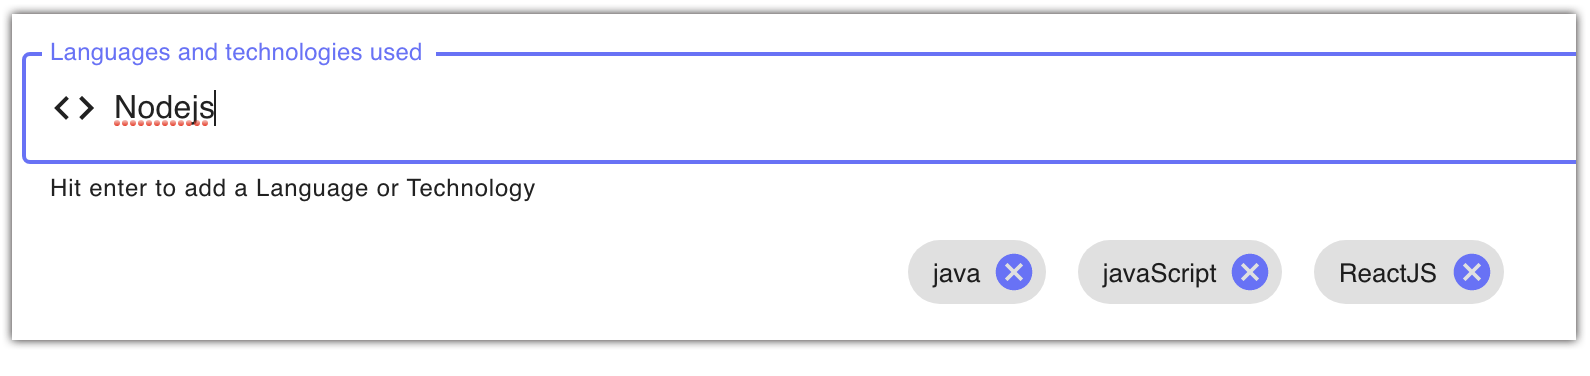 Languages and technologies used
Nodejs
Hit enter to add a Language or Technology
java javaScript ReactJS